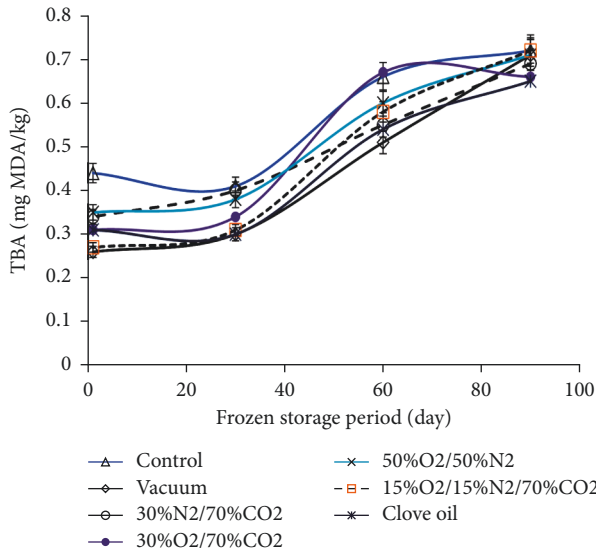 0.8
0.7
0.6
0.5
0.4
0.3
0.2
0.1
0
TBA (mg MDA/kg)
0 20 40 60 80 100
Frozen storage period (day)
Control
Vacuum
30%N2/70%CO2
30%O2/70%CO2
50%O2/50%N2
15%O2/15%N2/70%CO2
Clove oil